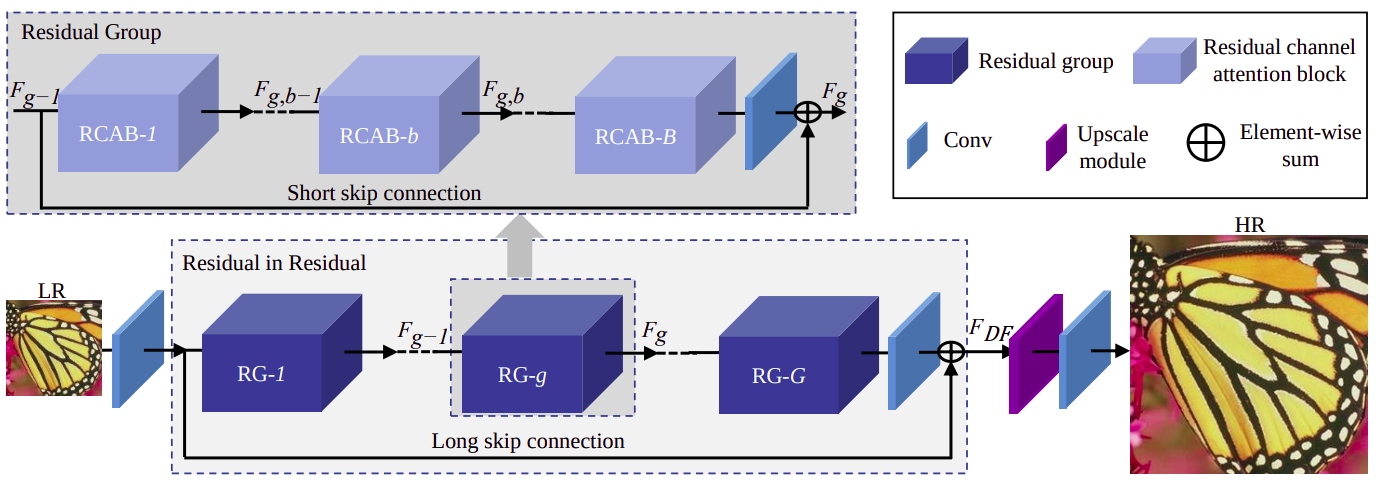 Residual Group
F_{g−1}
F_{g,b−1}
F_{g,b}
F_g
RCAB-1
RCAB-b
RCAB-B
Short skip connection
Residual group
Residual channel
attention block
Conv
Upscale
module
Element-wise
sum
Residual in Residual
LR
HR
F_{g−1}
F_g
F_{DF}
RG-1
RG-g
RG-G
Long skip connection